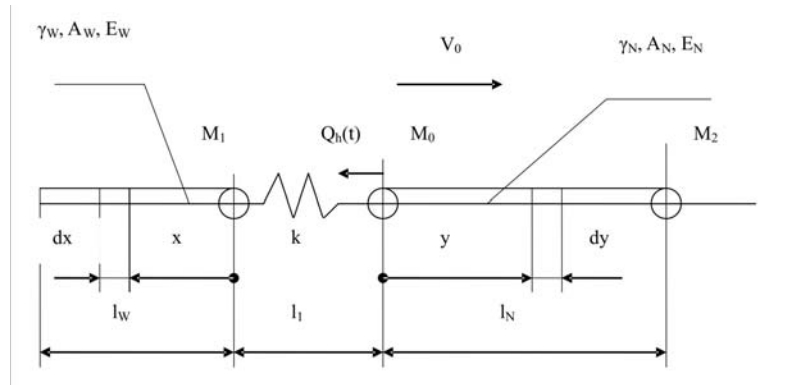 γW, AW, EW
V0
γN, AN, EN
M1
Qh(t)
M0
M2
dx
x
k
y
dy
lW
l1
lN